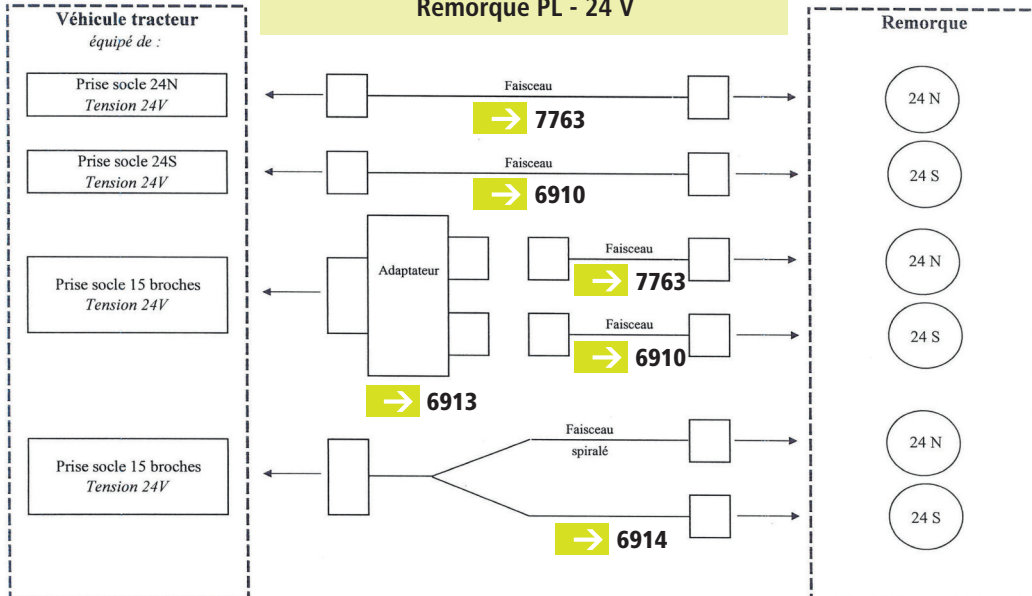 Remorque PL - 24 V
Véhicule tracteur
équipé de :
Remorque
Prise socle 24N
Tension 24V
Faisceau
7763
24 N
Prise socle 24S
Tension 24V
Faisceau
6910
24 S
Prise socle 15 broches
Tension 24V
Adaptateur
6913
Faisceau
7763
24 N
Faisceau
6910
24 S
Prise socle 15 broches
Tension 24V
Faisceau
spiralé
6914
24 N
24 S